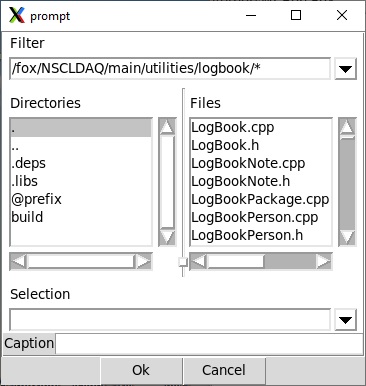 prompt
Filter
/fox/NSCLDAQ/main/utilities/logbook/*
Directories
.
..
.deps
.libs
@prefix
build
Files
LogBook.cpp
LogBook.h
LogBookNote.cpp
LogBookNote.h
LogBookPackage.cpp
LogBookPerson.cpp
LogBookPerson.h
Selection
Caption
Ok
Cancel